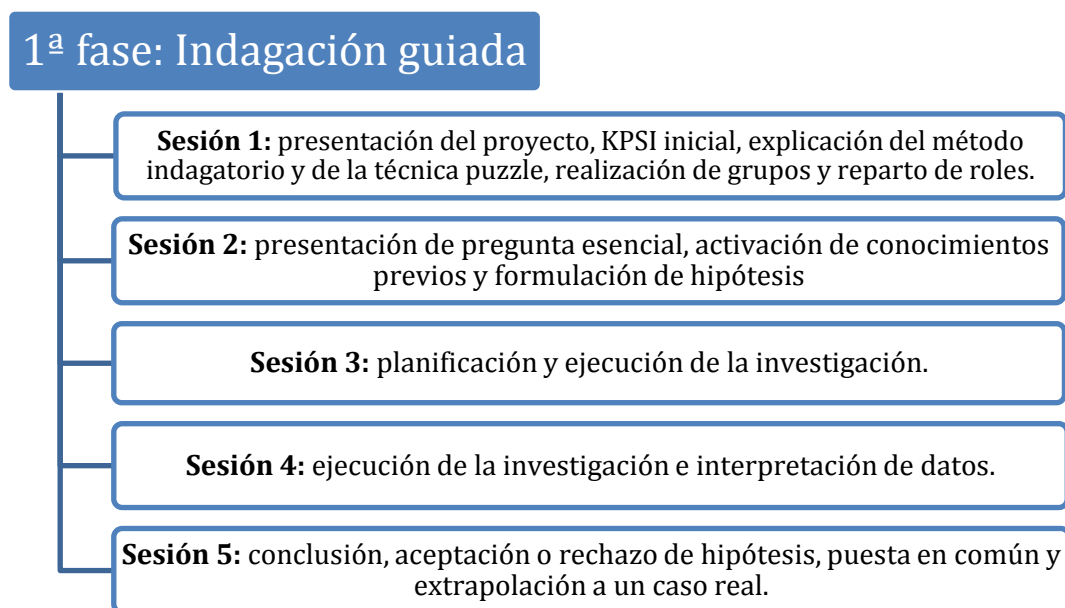 1ª fase: Indagación guiada
Sesión 1: presentación del proyecto, KPSI inicial, explicación del método
indagatorio y de la técnica puzzle, realización de grupos y reparto de roles.
Sesión 2: presentación de pregunta esencial, activación de conocimientos
previos y formulación de hipótesis
Sesión 3: planificación y ejecución de la investigación.
Sesión 4: ejecución de la investigación e interpretación de datos.
Sesión 5: conclusión, aceptación o rechazo de hipótesis, puesta en común y
extrapolación a un caso real.